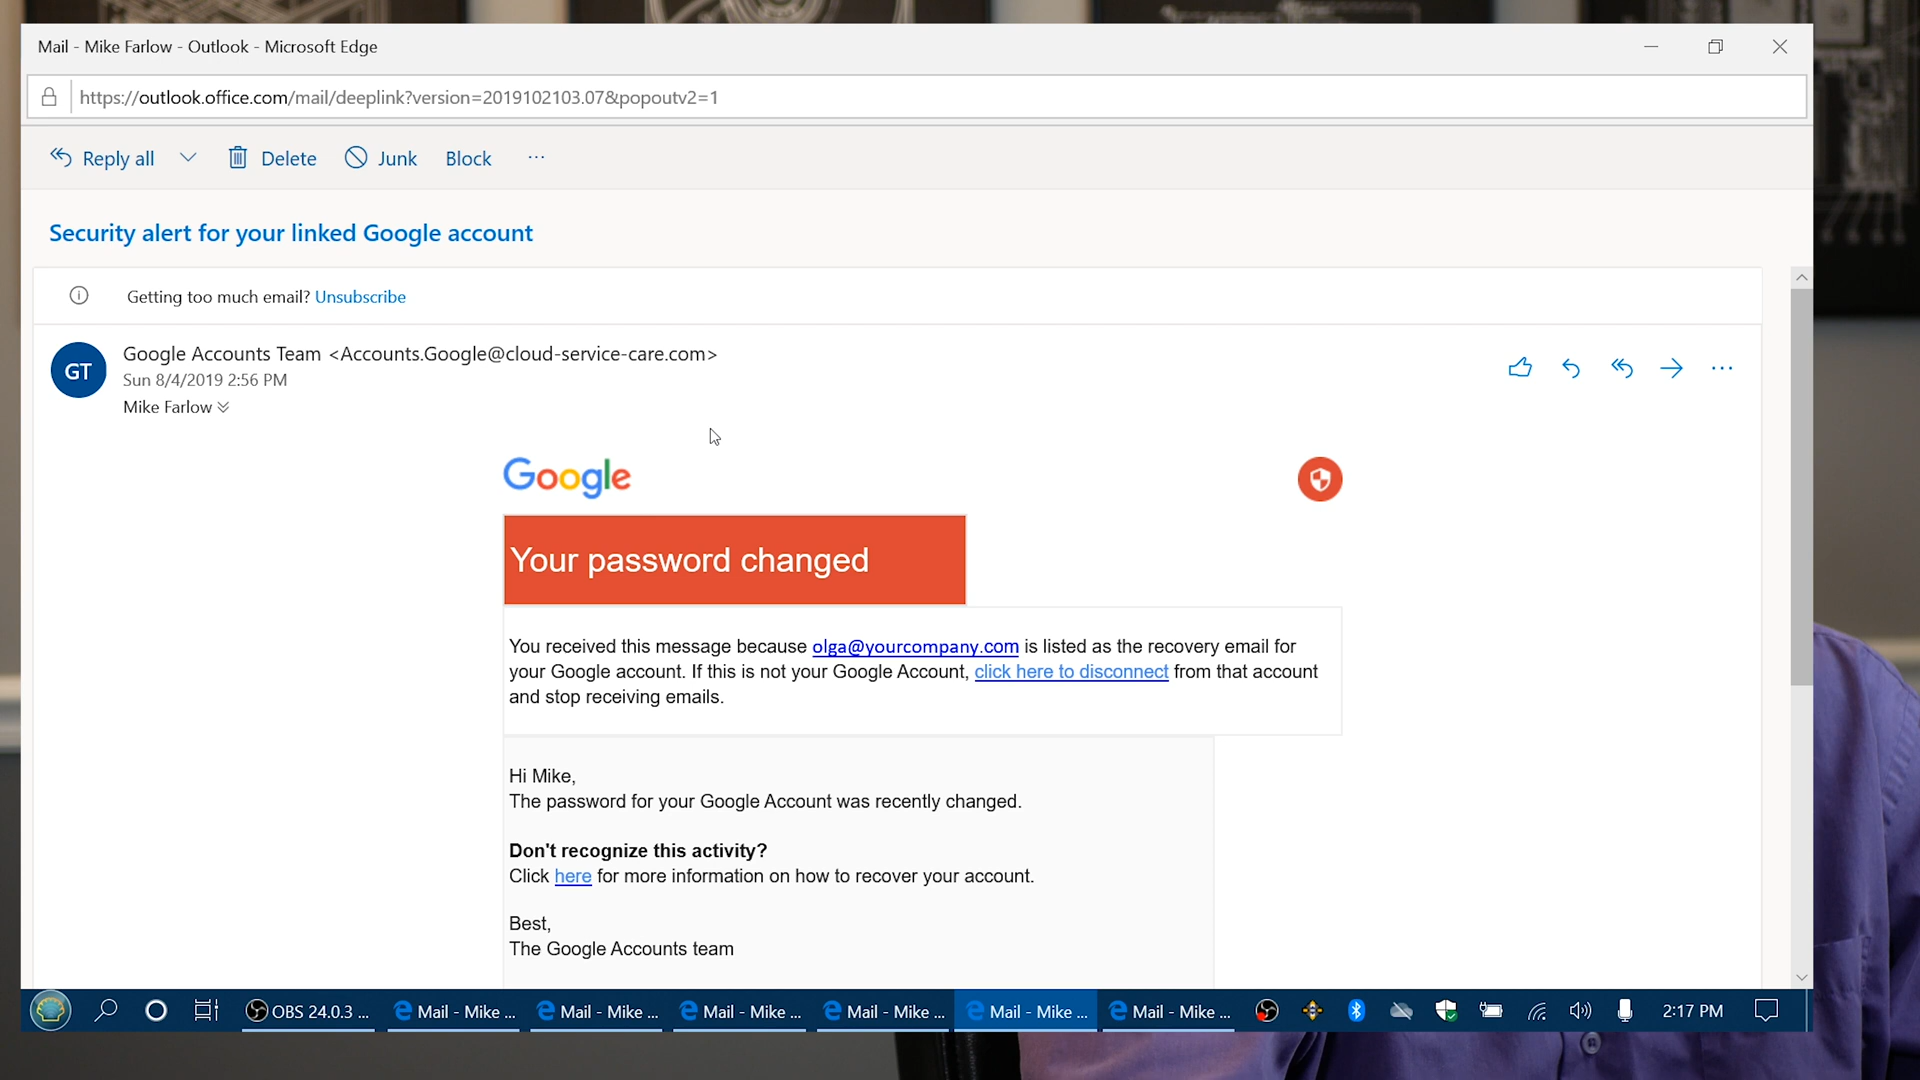 Mail - Mike Farlow - Outlook - Microsoft Edge
https://outlook.office.com/mail/deeplink?version=2019102103.07&popoutv2=1
Reply all
Delete
Junk
Block
...
Security alert for your linked Google account
Getting too much email? Unsubscribe
GT
Google Accounts Team <Accounts.Google@cloud-service-care.com>
Sun 8/4/2019 2:56 PM
Mike Farlow
Google
Your password changed
You received this message because olga@yourcompany.com is listed as the recovery email for
your Google account. If this is not your Google Account, click here to disconnect from that account
and stop receiving emails.
Hi Mike,
The password for your Google Account was recently changed.
Don't recognize this activity?
Click here for more information on how to recover your account.
Best,
The Google Accounts team
OBS 24.0.3 ...
Mail - Mike ...
Mail - Mike ...
Mail - Mike ...
Mail - Mike ...
Mail - Mike ...
Mail - Mike ...
2:17 PM